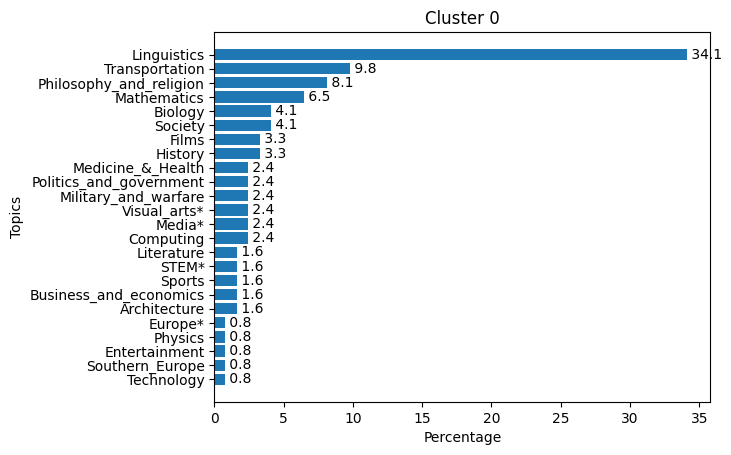 Cluster 0
Linguistics 34.1
Transportation 9.8
Philosophy_and_religion 8.1
Mathematics 6.5
Biology 4.1
Society 4.1
Films 3.3
History 3.3
Medicine_&_Health 2.4
Politics_and_government 2.4
Military_and_warfare 2.4
Visual_arts* 2.4
Media* 2.4
Computing 2.4
Literature 1.6
STEM* 1.6
Sports 1.6
Business_and_economics 1.6
Architecture 1.6
Europe* 0.8
Physics 0.8
Entertainment 0.8
Southern_Europe 0.8
Technology 0.8
Topics
0 5 10 15 20 25 30 35
Percentage